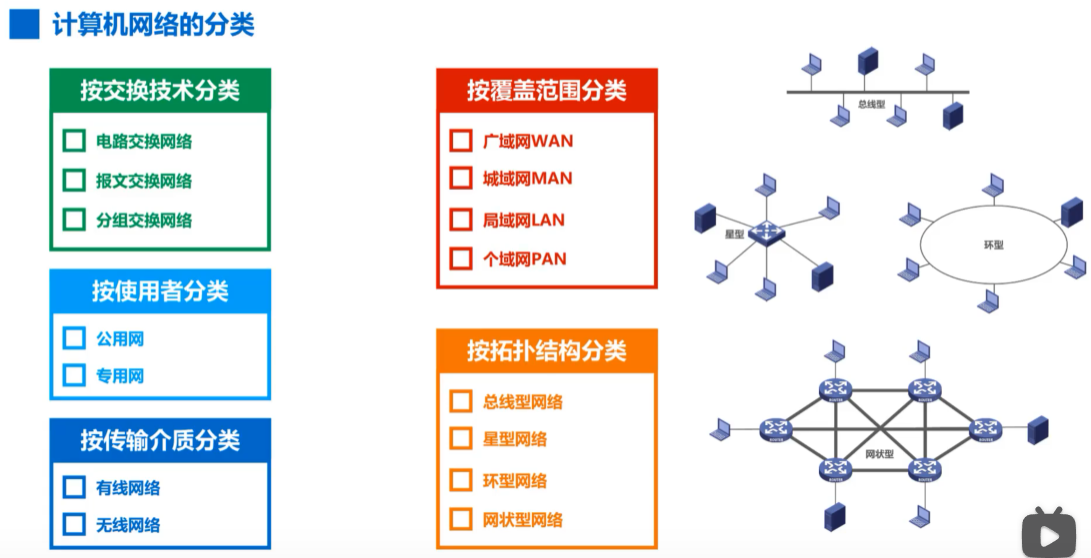 计算机网络的分类
按交换技术分类
电路交换网络
报文交换网络
分组交换网络
按使用者分类
公用网
专用网
按传输介质分类
有线网络
无线网络
按覆盖范围分类
广域网WAN
城域网MAN
局域网LAN
个域网PAN
按拓扑结构分类
总线型网络
星型网络
环型网络
网状型网络
总线型
星型
环型
网状型
ROUTER
ROUTER
ROUTER
ROUTER
ROUTER
ROUTER